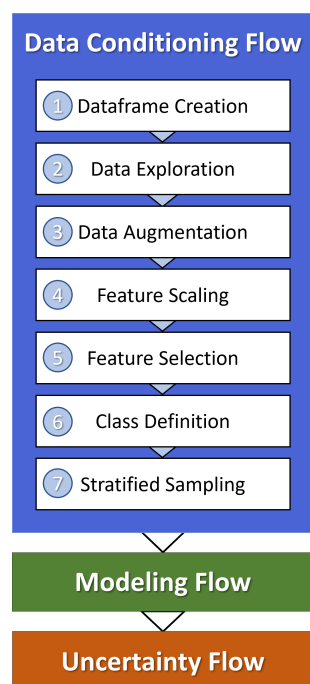 Data Conditioning Flow
1 Dataframe Creation
2 Data Exploration
3 Data Augmentation
4 Feature Scaling
5 Feature Selection
6 Class Definition
7 Stratified Sampling
Modeling Flow
Uncertainty Flow